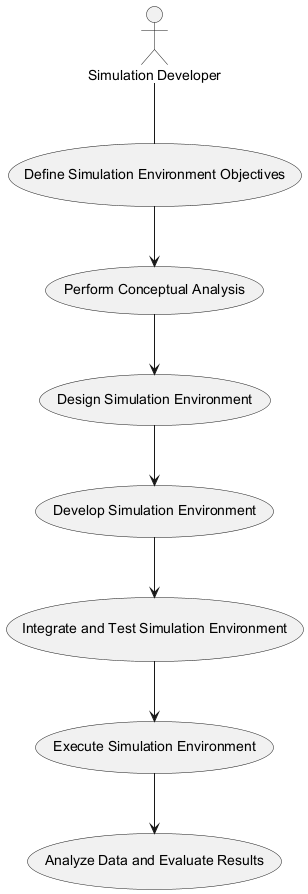 Simulation Developer
Define Simulation Environment Objectives
Perform Conceptual Analysis
Design Simulation Environment
Develop Simulation Environment
Integrate and Test Simulation Environment
Execute Simulation Environment
Analyze Data and Evaluate Results